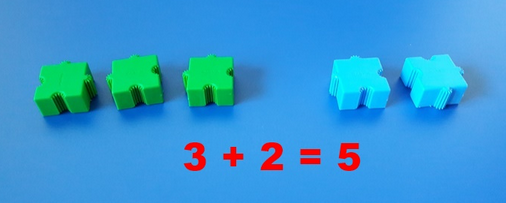 3 + 2 = 5